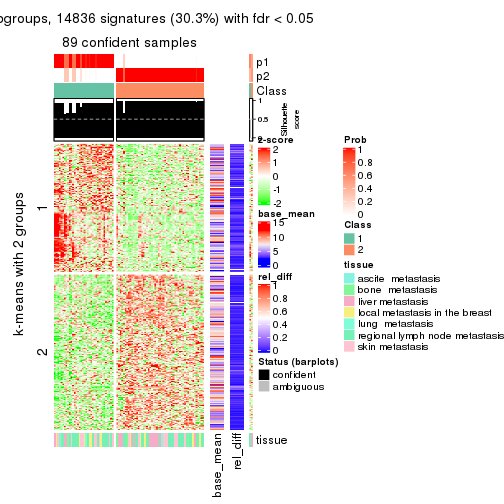 ogroups, 14836 signatures (30.3%) with fdr < 0.05
89 confident samples
p1
p2
Class
1
0.5
0
Silhouette
score
k-means with 2 groups
1
2
base_mean
rel_diff
tissue
z-score
2
1
0
-1
-2
base_mean
15
10
5
0
rel_diff
1
0.8
0.6
0.4
0.2
0
Status (barplots)
confident
ambiguous
Prob
1
0.8
0.6
0.4
0.2
0
Class
1
2
tissue
ascite metastasis
bone metastasis
liver metastasis
local metastasis in the breast
lung metastasis
regional lymph node metastasis
skin metastasis